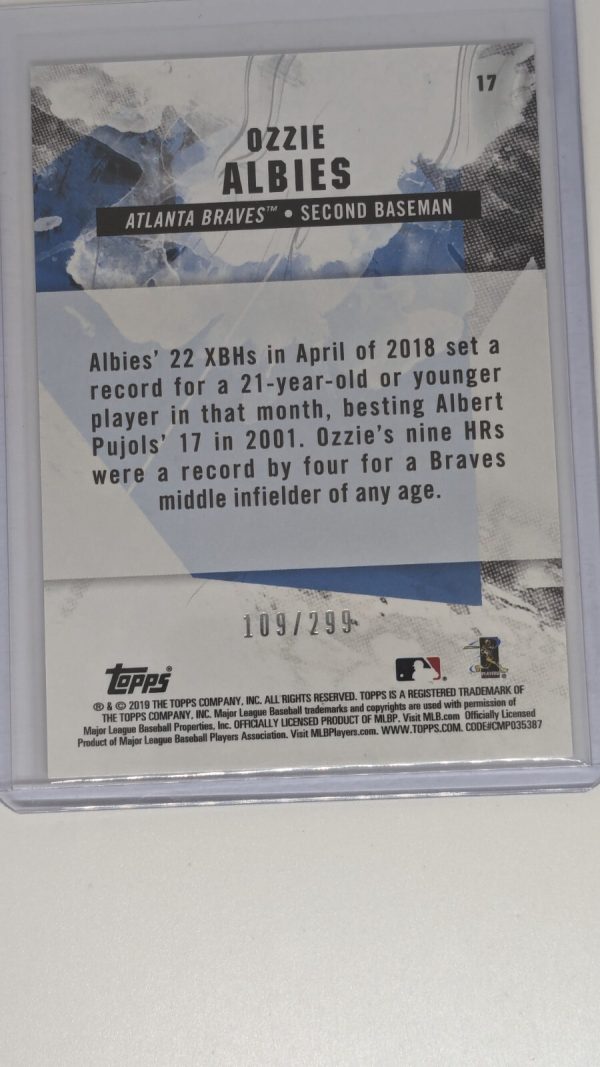 17
OZZIE
ALBIES
ATLANTA BRAVES™ • SECOND BASEMAN
Albies' 22 XBHs in April of 2018 set a
record for a 21-year-old or younger
player in that month, besting Albert
Pujols' 17 in 2001. Ozzie's nine HRs
were a record by four for a Braves
middle infielder of any age.
109/299
topps®
® & © 2019 THE TOPPS COMPANY, INC. ALL RIGHTS RESERVED. TOPPS IS A REGISTERED TRADEMARK OF
THE TOPPS COMPANY, INC. Major League Baseball trademarks and copyrights are used with permission of
Major League Baseball Properties, Inc. OFFICIALLY LICENSED PRODUCT OF MLBP. Visit MLB.com Officially Licensed
Product of Major League Baseball Players Association. Visit MLBPlayers.com. WWW.TOPPS.COM. CODE#CMP035387